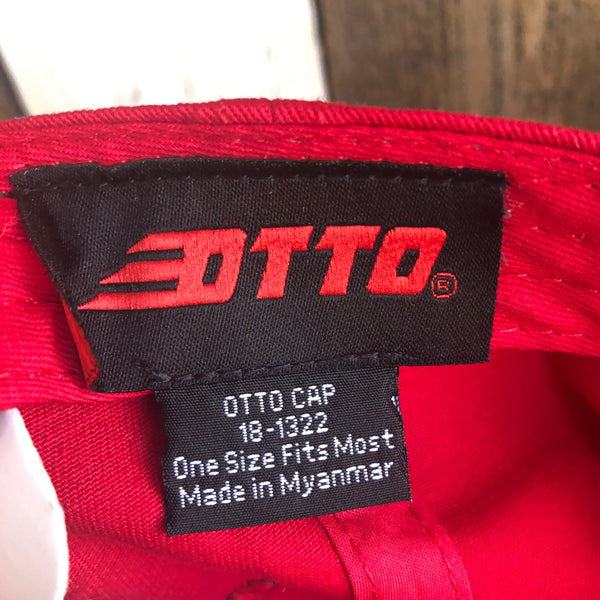 OTTO®
OTTO CAP
18-1322
One Size Fits Most
Made in Myanmar